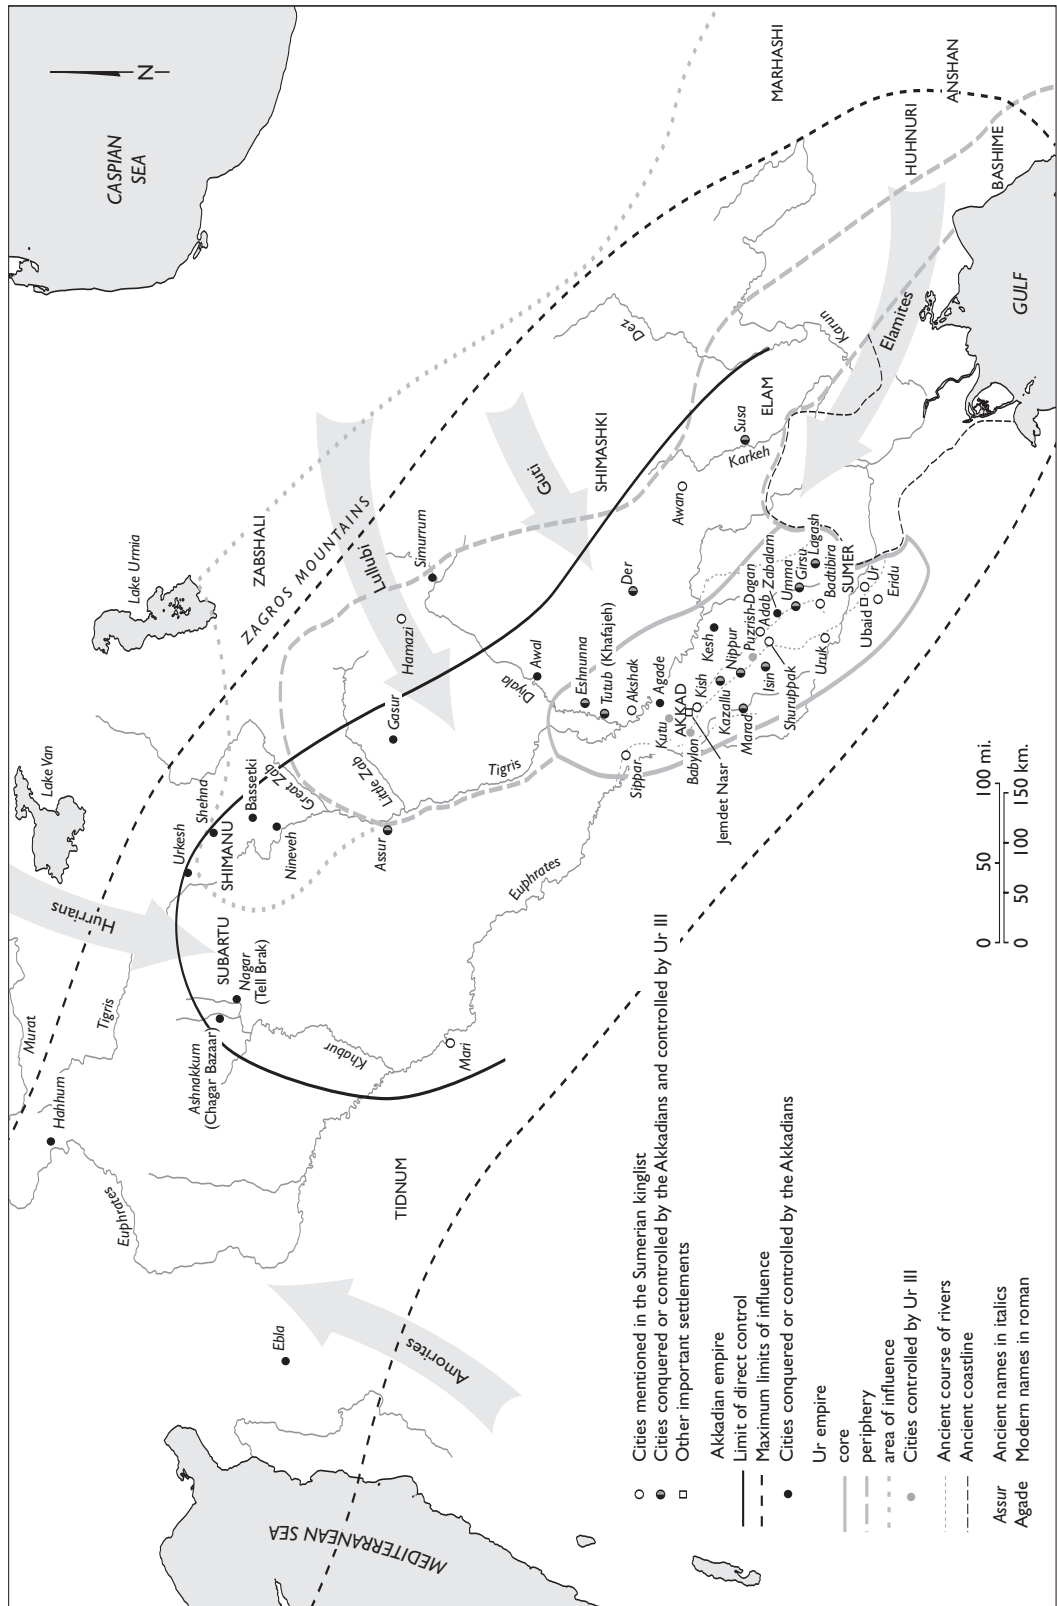 CASPIAN
SEA
N
MARHASHI
ANSHAN
HUHNURI
BASHIME
GULF
Elamites
Karun
Dez
ELAM
Susa
Karkeh
Awan
SHIMASHKI
Guti
Lullubi
ZAGROS MOUNTAINS
ZABSHALI
Lake Urmia
Lake Van
Simurrum
Hamazi
Gasur
Awal
Diyala
Der
Eshnunna
Tutub (Khafajeh)
Akshak
Agade
Kutu
AKKAD
Sippar
Babylon
Kish
Jemdet Nasr
Kesh
Nippur
Puzrish-Dagan
Adab
Zabalam
Umma
Girsu
Lagash
SUMER
Badtibira
Ur
Ubaid
Eridu
Uruk
Isin
Shuruppak
Kazallu
Marad
Tigris
Little Zab
Great Zab
Assur
Nineveh
Bassetki
Shehna
SHIMANU
Urkesh
Hurrians
SUBARTU
Nagar
(Tell Brak)
Ashnakkum
(Chagar Bazaar)
Khabur
Mari
Euphrates
Tigris
Murat
Hahhum
Euphrates
TIDNUM
Ebla
Amorites
MEDITERRANEAN SEA
0 50 100 mi.
0 50 100 150 km.
Cities mentioned in the Sumerian kinglist
Cities conquered or controlled by the Akkadians and controlled by Ur III
Other important settlements
Akkadian empire
Limit of direct control
Maximum limits of influence
Cities conquered or controlled by the Akkadians
Ur empire
core
periphery
area of influence
Cities controlled by Ur III
Ancient course of rivers
Ancient coastline
Assur Ancient names in italics
Agade Modern names in roman